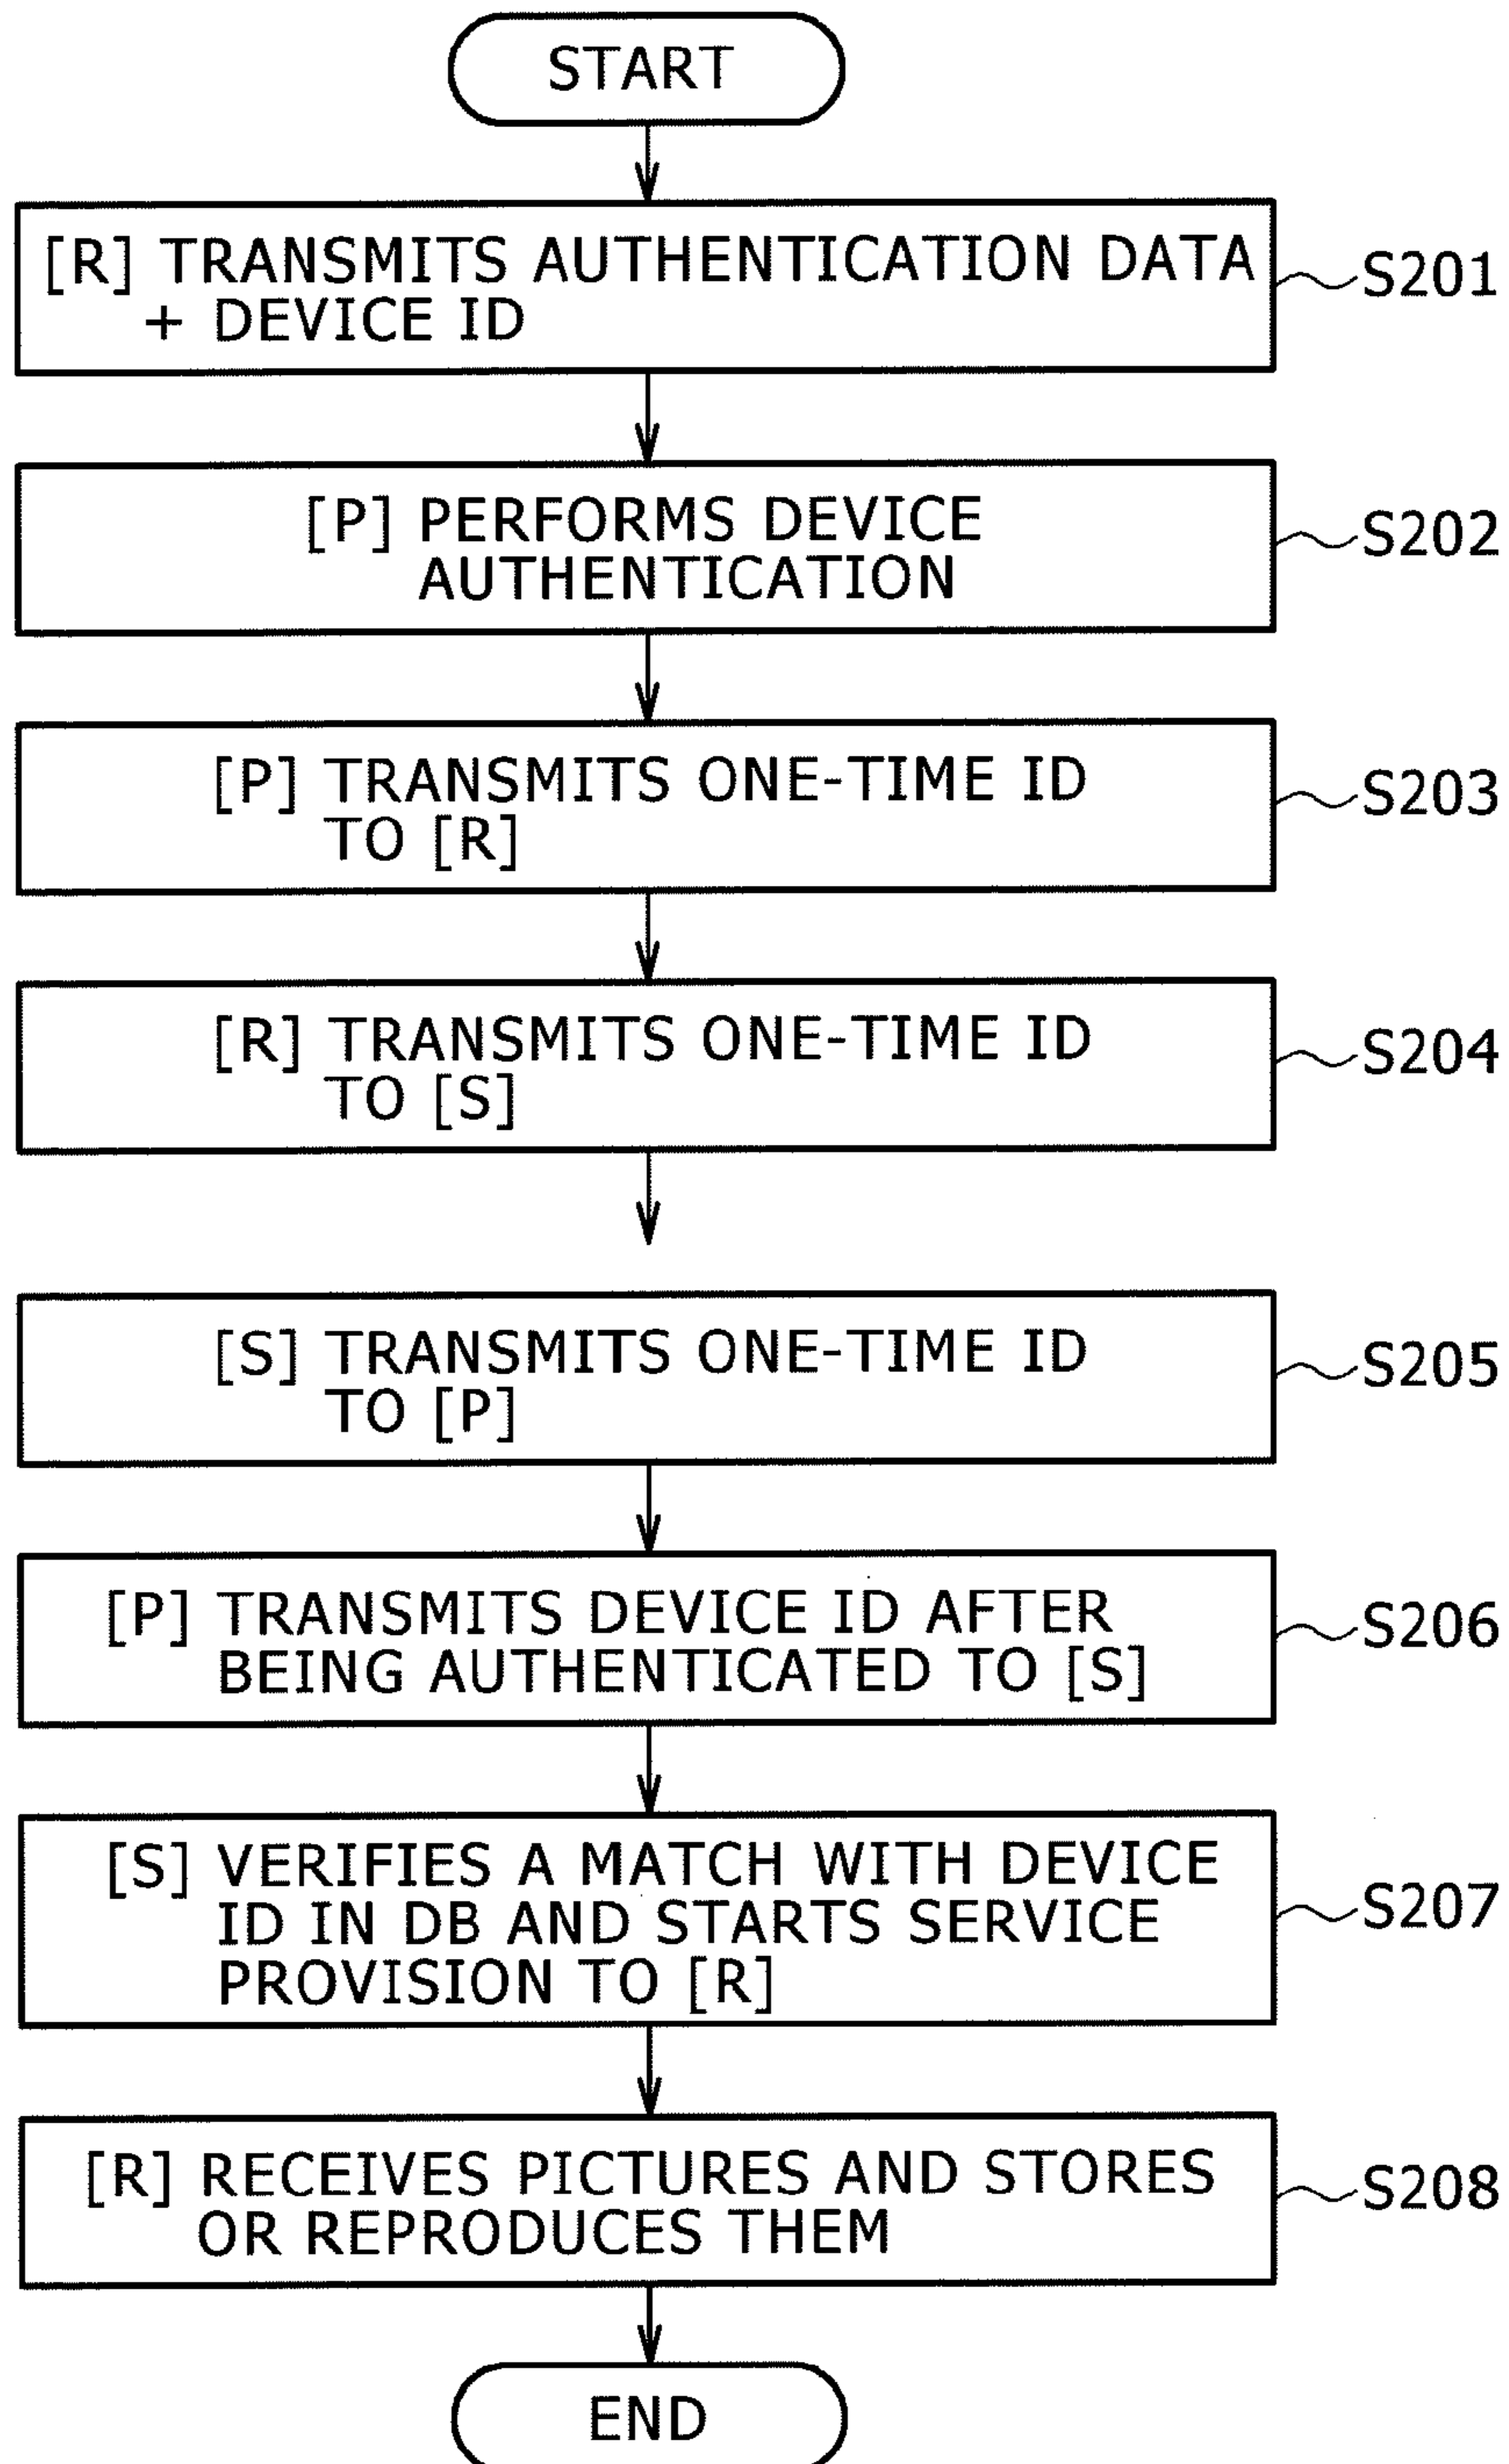 START
[R] TRANSMITS AUTHENTICATION DATA
+ DEVICE ID
S201
[P] PERFORMS DEVICE
AUTHENTICATION
S202
[P] TRANSMITS ONE-TIME ID
TO [R]
S203
[R] TRANSMITS ONE-TIME ID
TO [S]
S204
[S] TRANSMITS ONE-TIME ID
TO [P]
S205
[P] TRANSMITS DEVICE ID AFTER
BEING AUTHENTICATED TO [S]
S206
[S] VERIFIES A MATCH WITH DEVICE
ID IN DB AND STARTS SERVICE
PROVISION TO [R]
S207
[R] RECEIVES PICTURES AND STORES
OR REPRODUCES THEM
S208
END